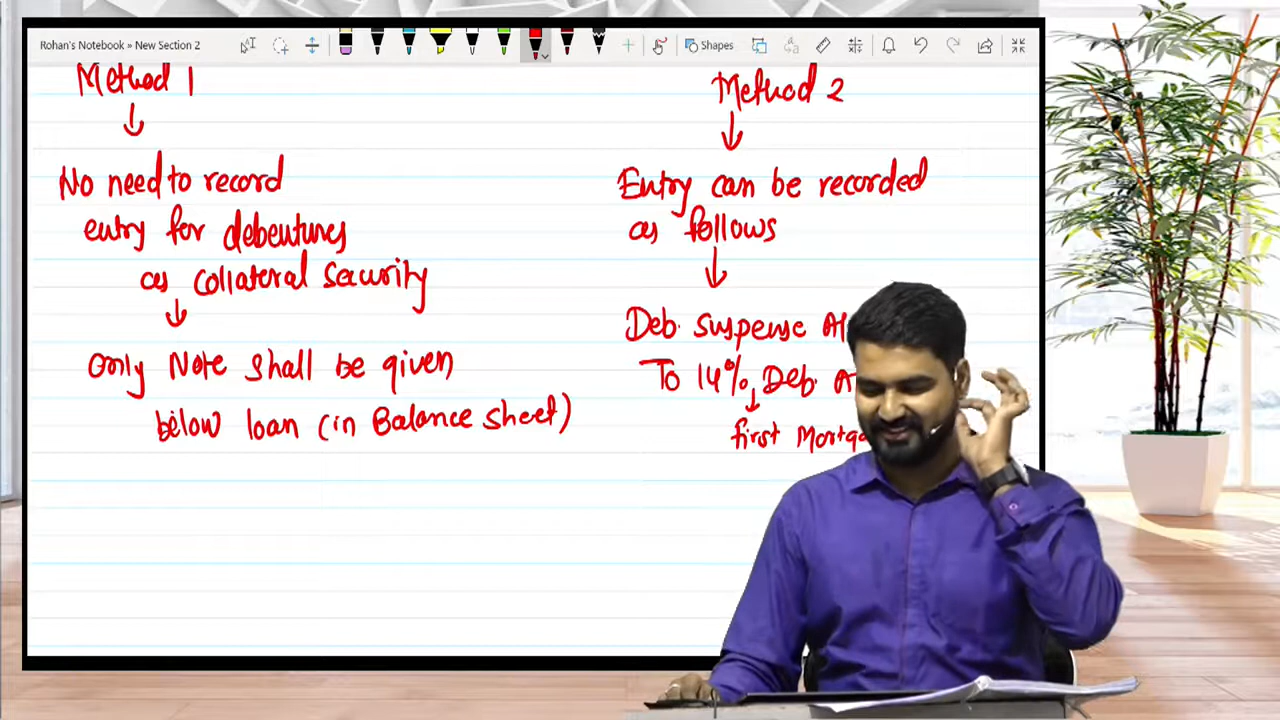 Rohan's Notebook » New Section 2
Shapes
Method 1
No need to record
entry for debentures
as collateral security
Only Note shall be given
below loan (in Balance sheet)
Method 2
Entry can be recorded
as follows
Deb. Suspense
To 14% Deb.
first